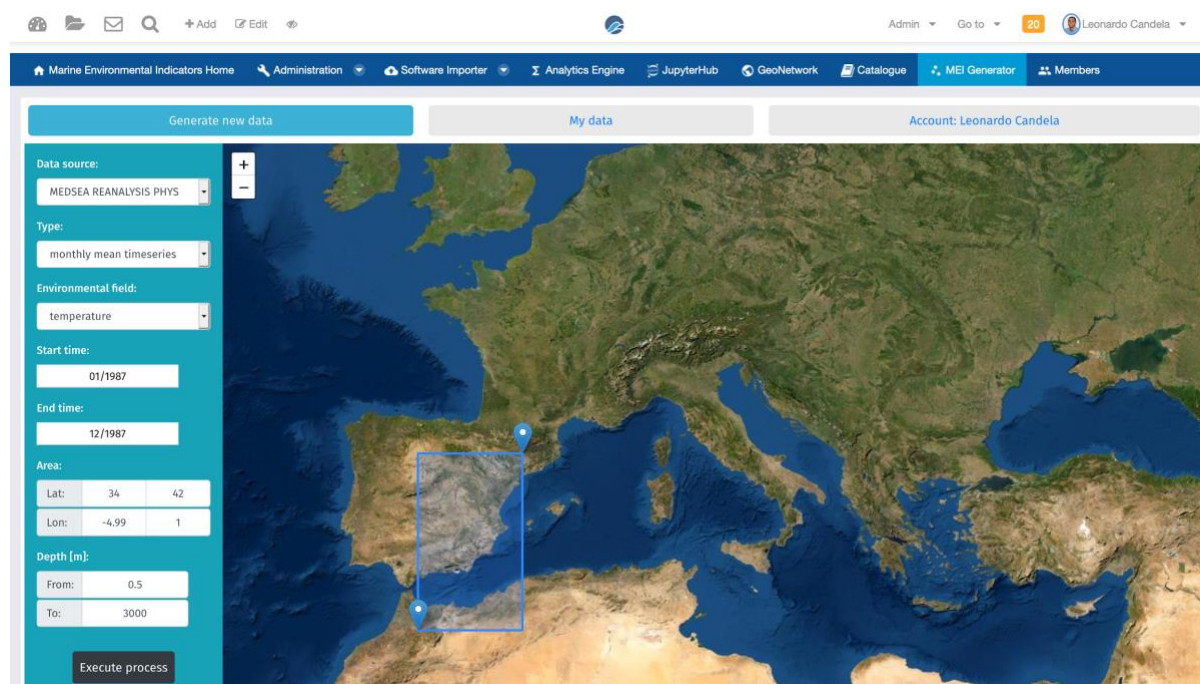 + Add Edit Admin Go to 20 Leonardo Candela
Marine Environmental Indicators Home Administration Software Importer Σ Analytics Engine JupyterHub GeoNetwork Catalogue MEI Generator Members
Generate new data My data Account: Leonardo Candela
Data source:
MEDSEA REANALYSIS PHYS
Type:
monthly mean timeseries
Environmental field:
temperature
Start time:
01/1987
End time:
12/1987
Area:
Lat: 34 42
Lon: -4.99 1
Depth [m]:
From: 0.5
To: 3000
Execute process
+
−